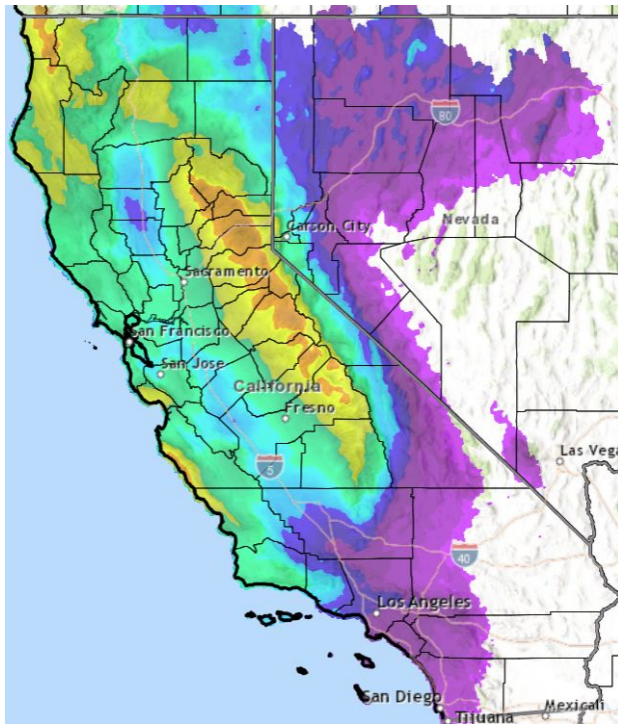 80
Carson City
Nevada
Sacramento
San Francisco
San Jose
California
Fresno
5
Las Vega
40
Los Angeles
San Diego
Tijuana
Mexicali